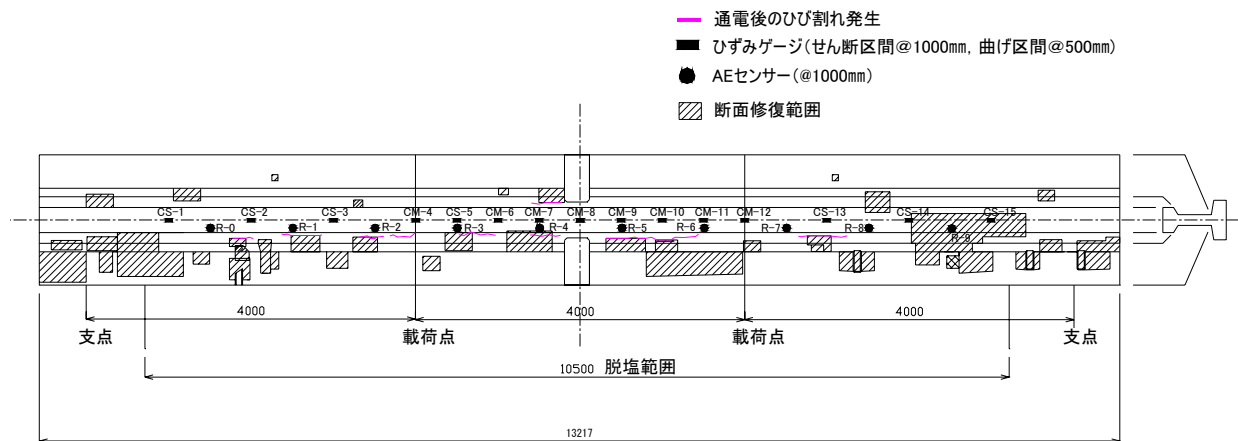 通電後のひび割れ発生
ひずみゲージ(せん断区間@1000mm, 曲げ区間@500mm)
AEセンサー(@1000mm)
断面修復範囲
CS-1 CS-2 CS-3 CM-4 CS-5 CM-6 CM-7 CM-8 CM-9 CM-10 CM-11 CM-12 CS-13 CS-14 CS-15
R-0 R-1 R-2 R-3 R-4 R-5 R-6 R-7 R-8 R-9
4000 4000 4000
支点 載荷点 載荷点 支点
10500 脱塩範囲
13217